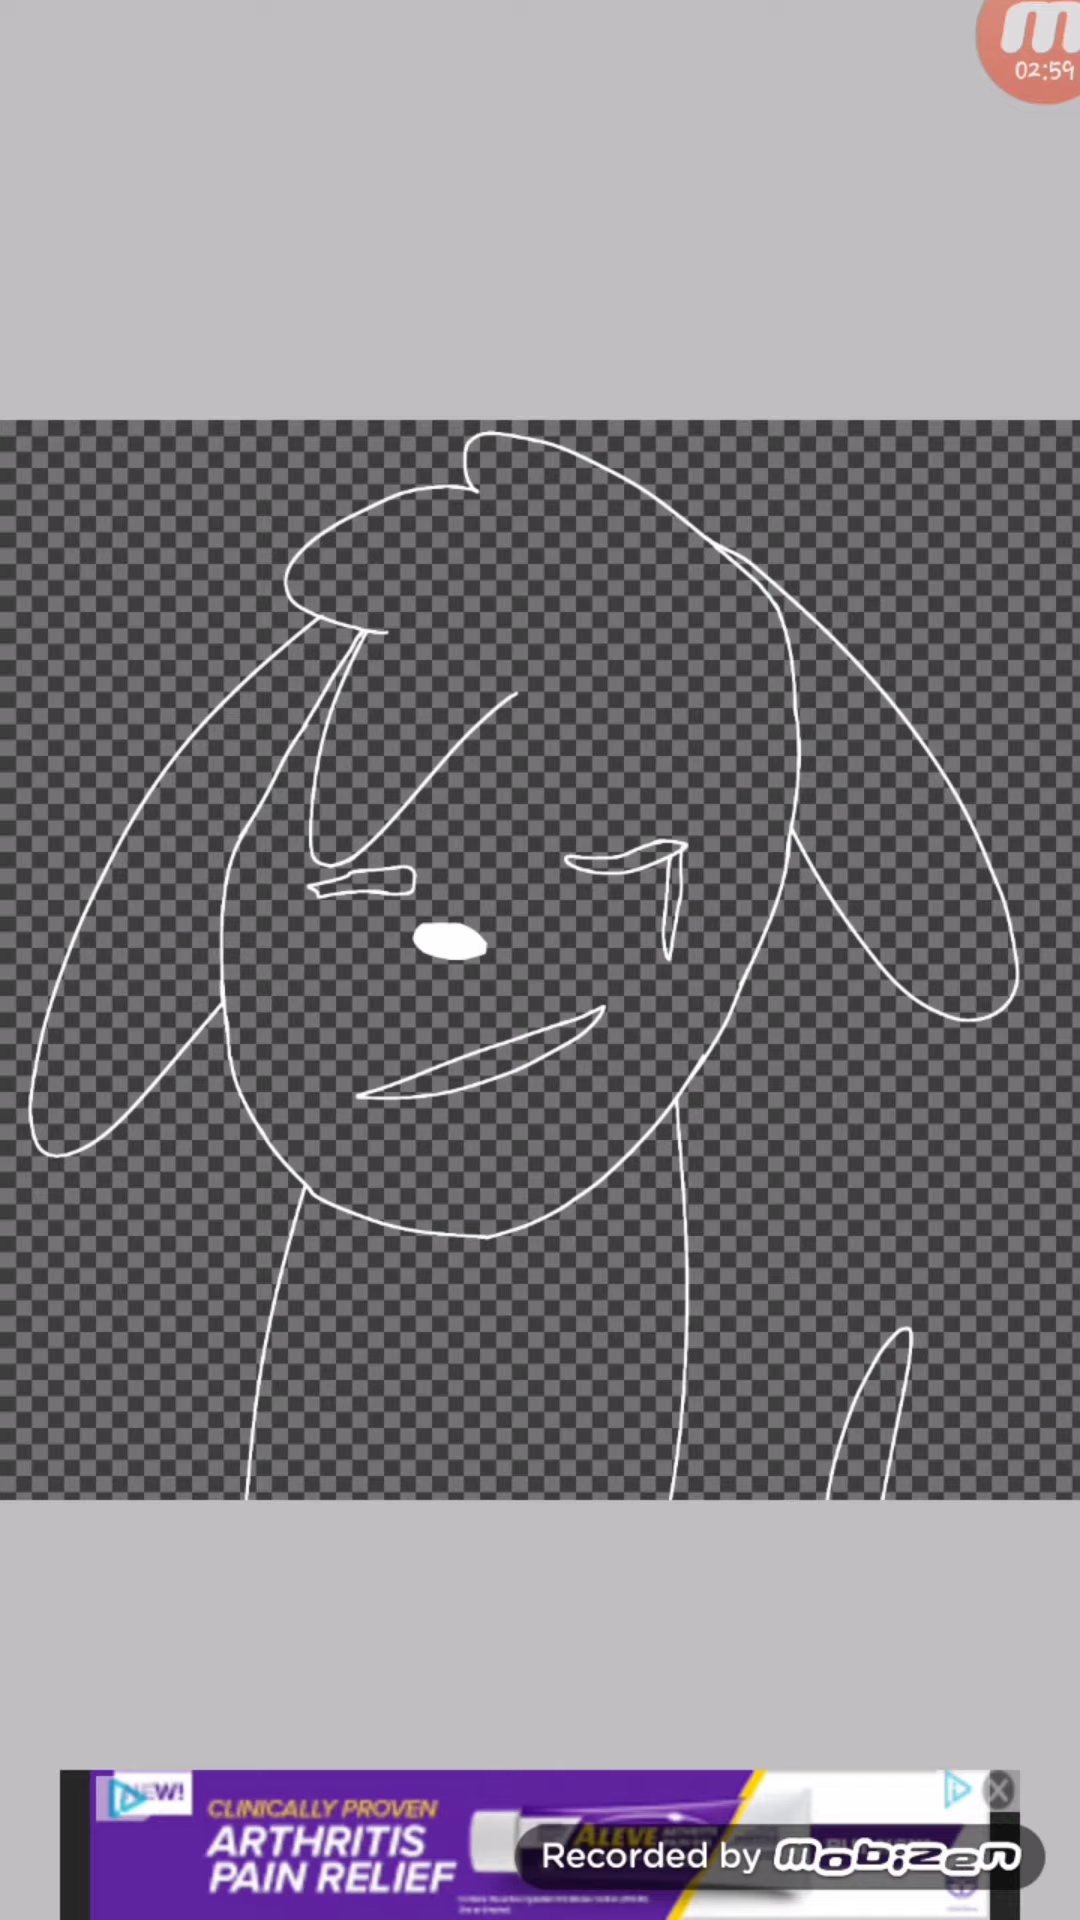 02:59
NEW!
CLINICALLY PROVEN
ARTHRITIS
PAIN RELIEF
ALEVE
Recorded by mobizen